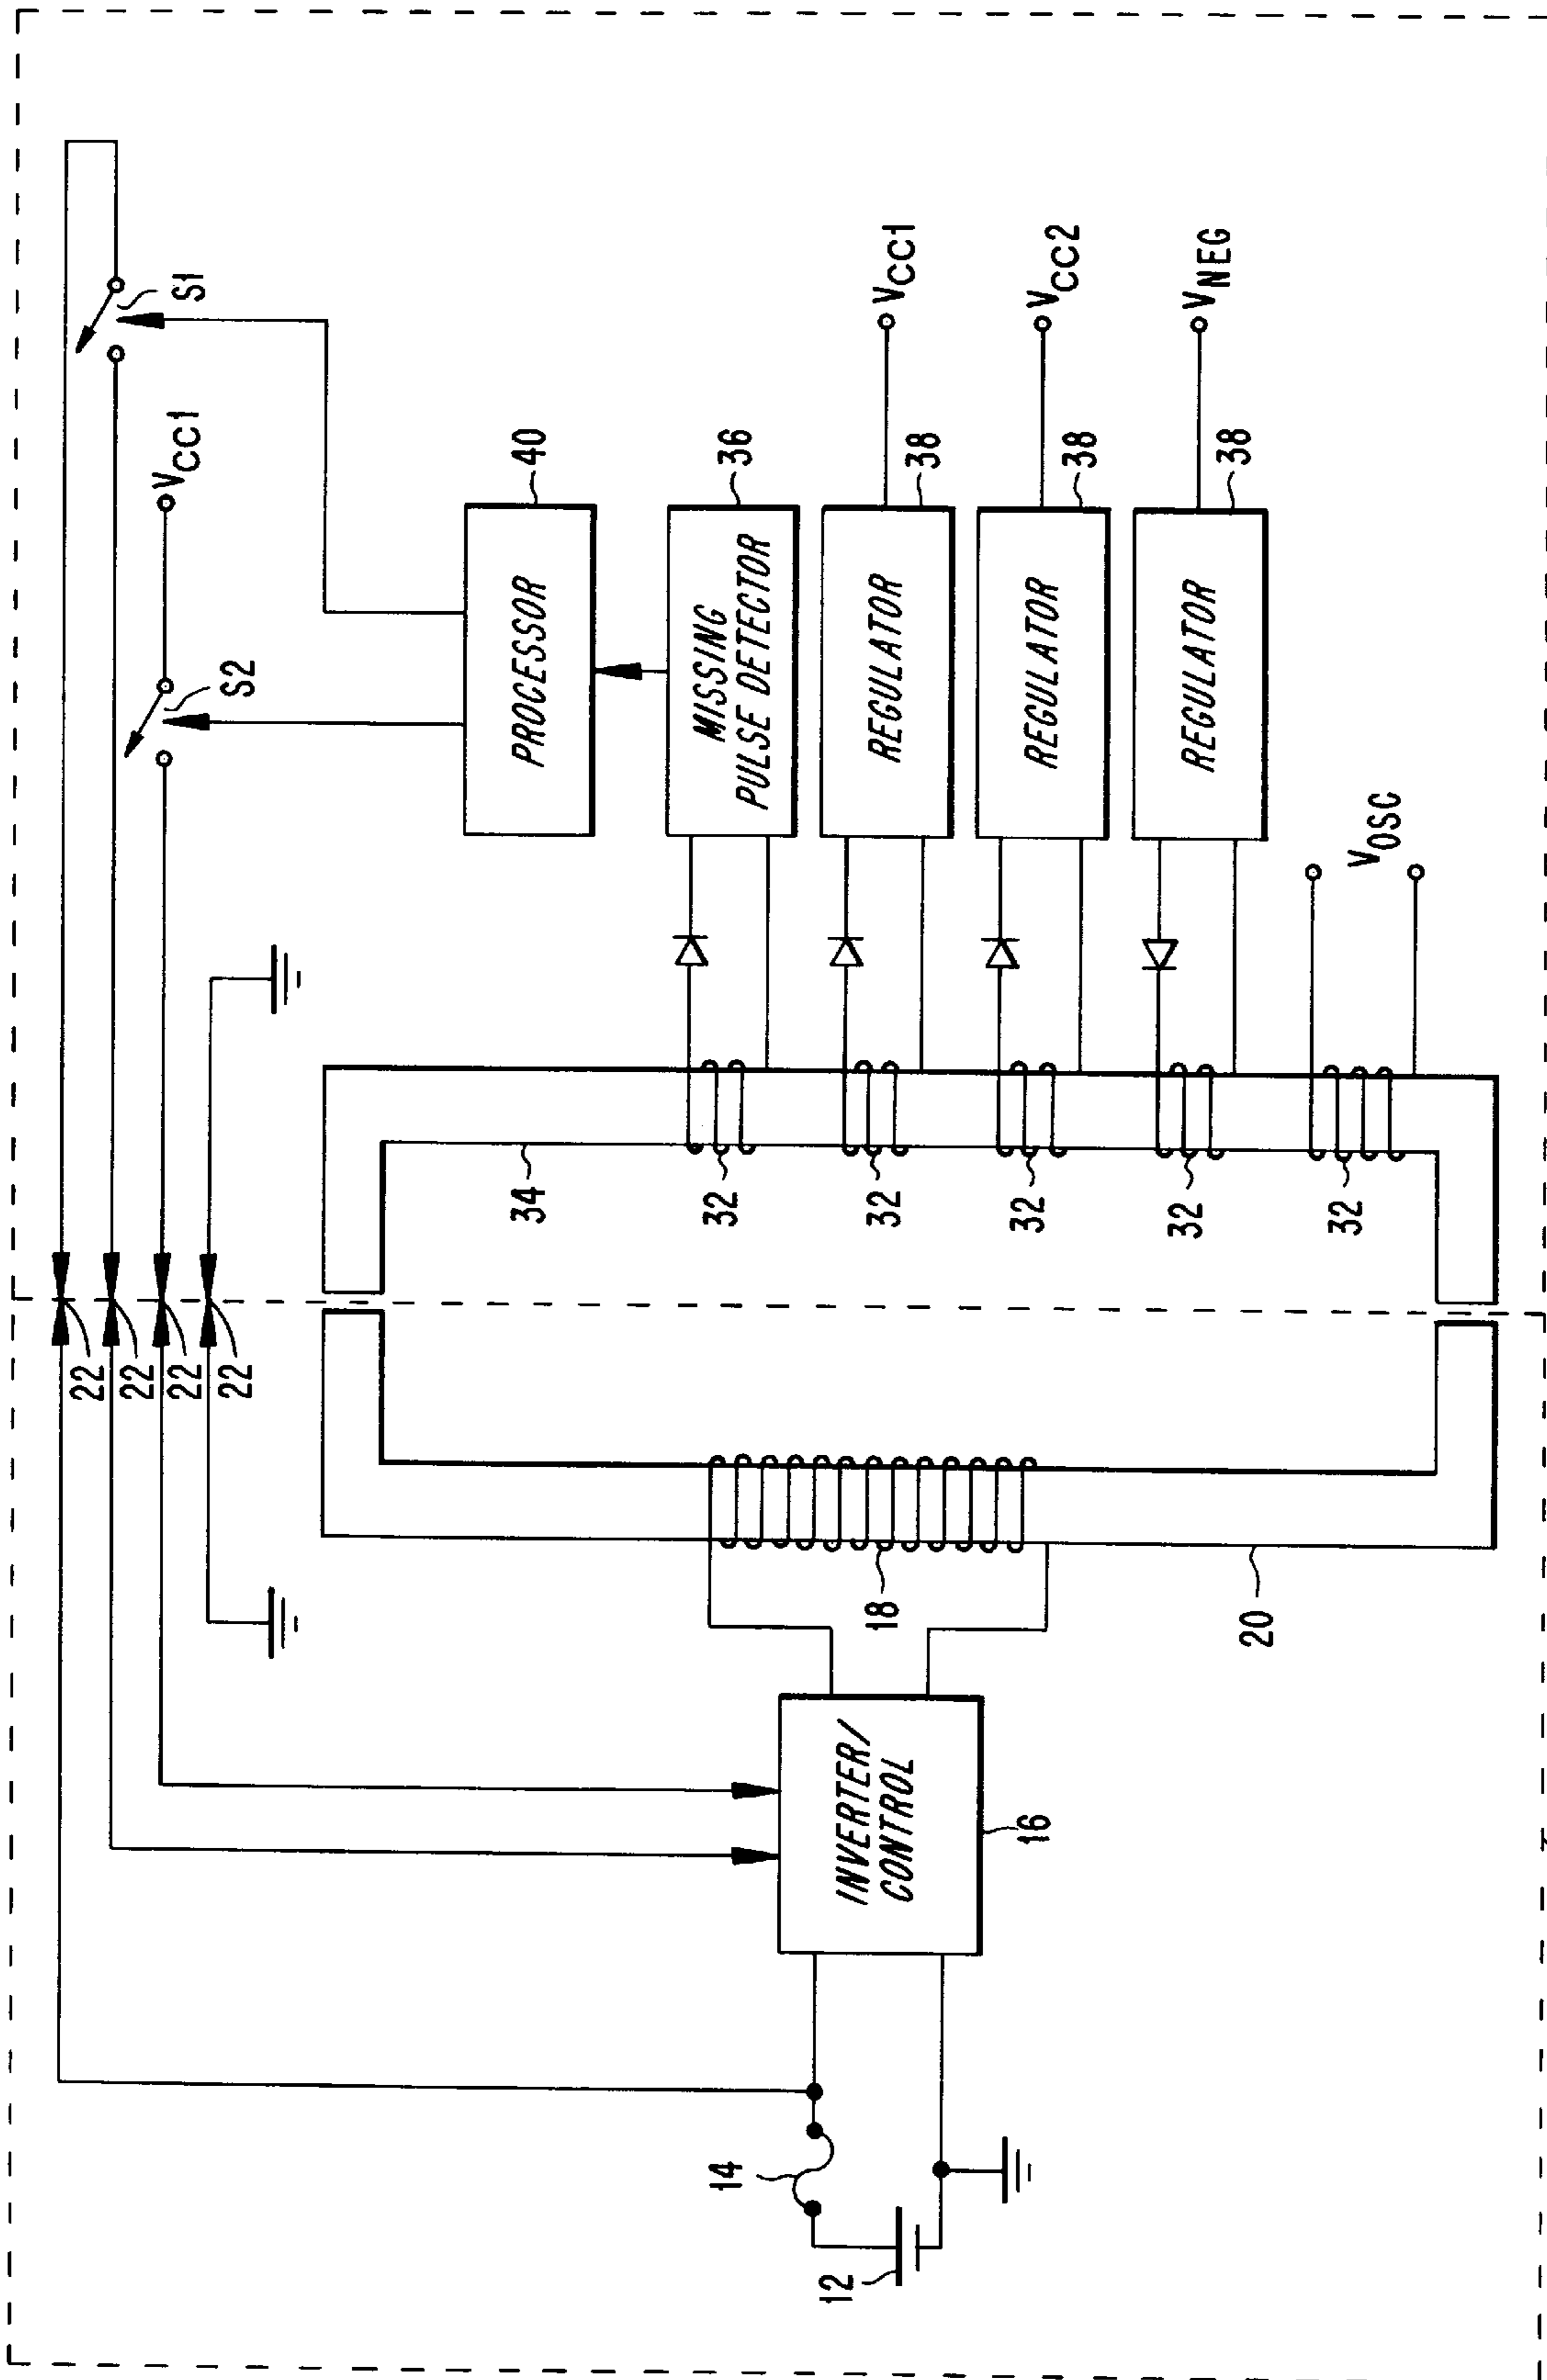 S1
VCC1
S2
22
22
22
22
40
PROCESSOR
36
MISSING
PULSE DETECTOR
38
REGULATOR
VCC1
38
REGULATOR
VCC2
38
REGULATOR
VNEG
VOSC
34
32
32
32
32
32
18
20
INVERTER/
CONTROL
16
14
12